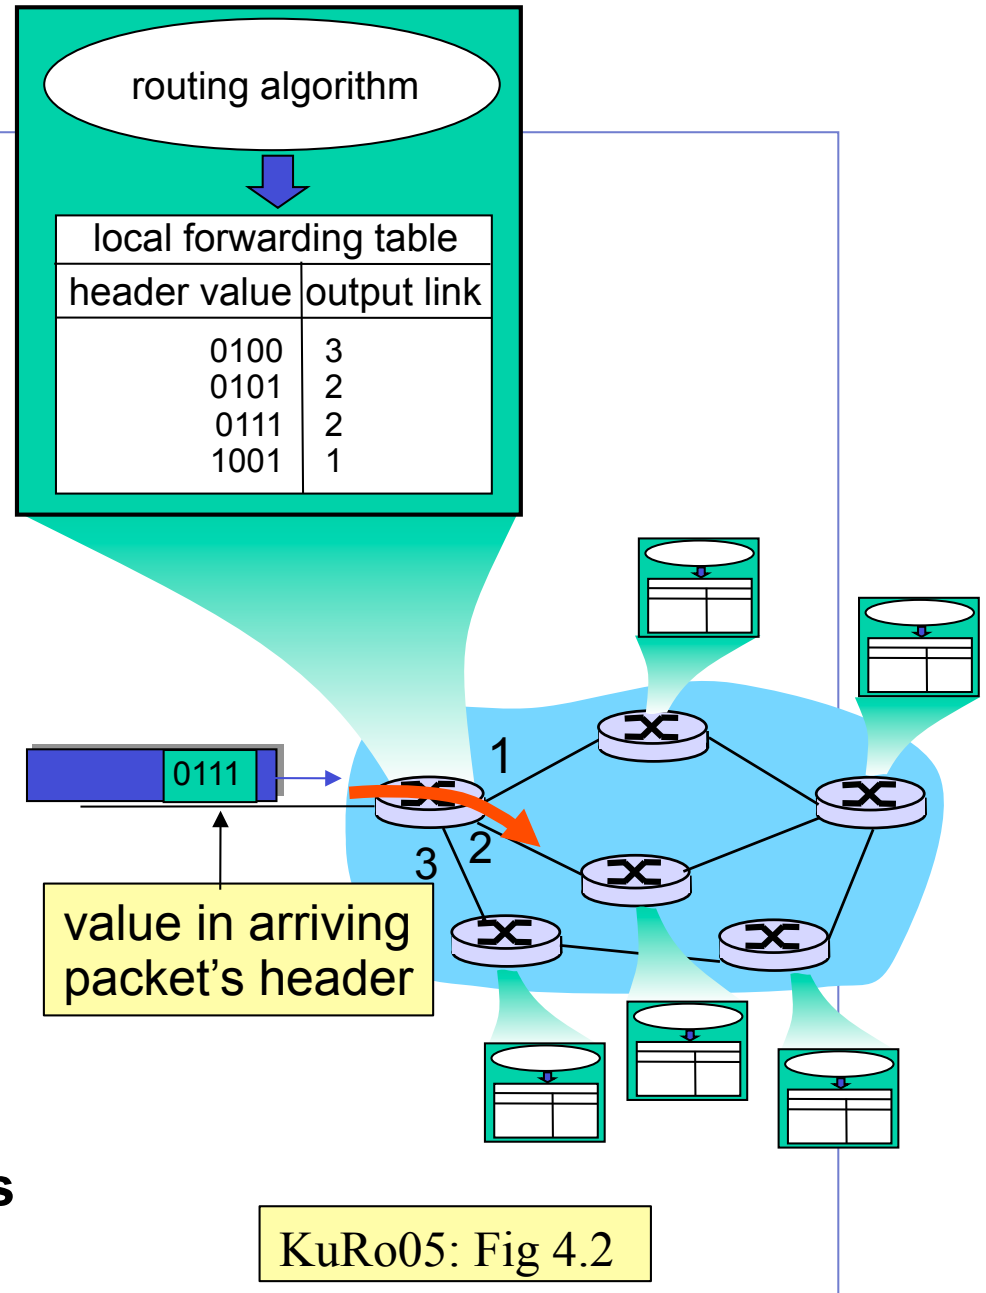 routing algorithm
local forwarding table
header value output link
0100 3
0101 2
0111 2
1001 1
0111
1
2
3
value in arriving
packet's header
s
KuRo05: Fig 4.2